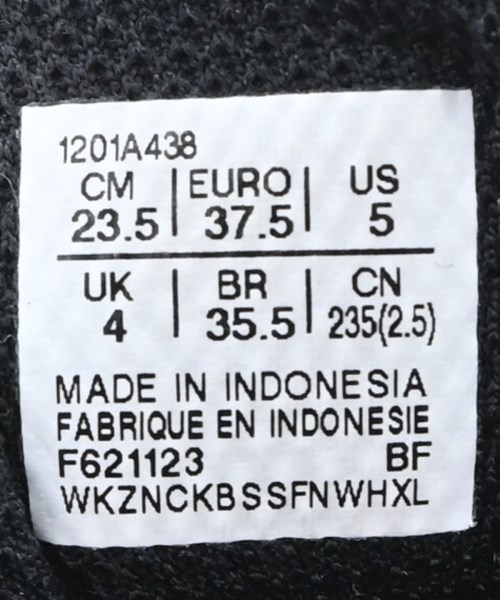 1201A438
CM | EURO | US
23.5 | 37.5 | 5
UK | BR | CN
4 | 35.5 | 235(2.5)
MADE IN INDONESIA
FABRIQUE EN INDONESIE
F621123 BF
WKZNCKBSSFNWHXL